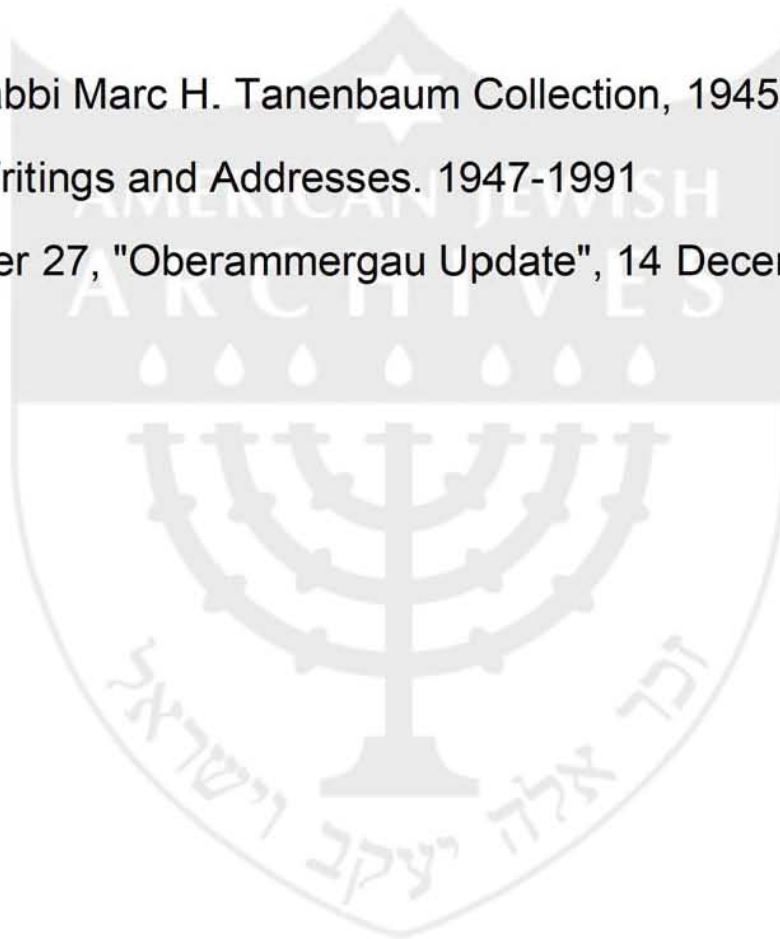 abbi Marc H. Tanenbaum Collection, 1945
ritings and Addresses. 1947-1991
AMERICAN JEWISH
er 27, "Oberammergau Update", 14 Dece
ARCHIVES
זכר אלה יעקב וישראל